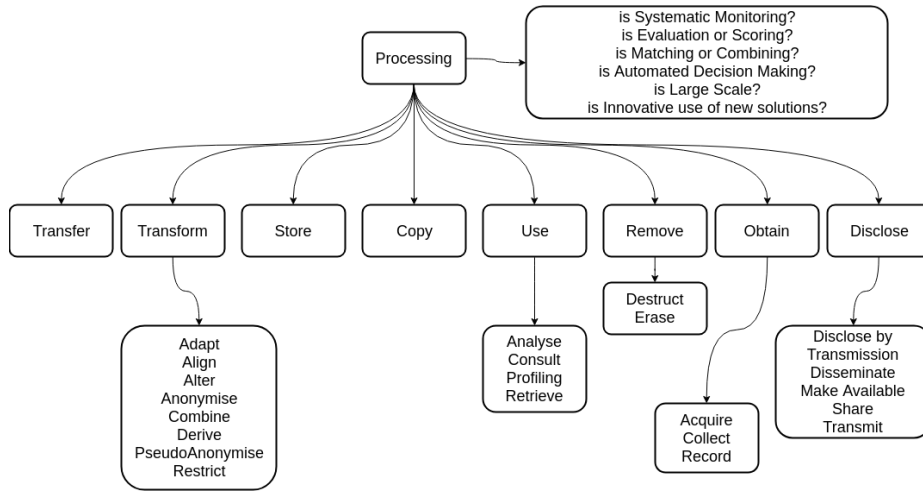 Processing
is Systematic Monitoring?
is Evaluation or Scoring?
is Matching or Combining?
is Automated Decision Making?
is Large Scale?
is Innovative use of new solutions?
Transfer
Transform
Store
Copy
Use
Remove
Obtain
Disclose
Adapt
Align
Alter
Anonymise
Combine
Derive
PseudoAnonymise
Restrict
Analyse
Consult
Profiling
Retrieve
Destruct
Erase
Acquire
Collect
Record
Disclose by
Transmission
Disseminate
Make Available
Share
Transmit